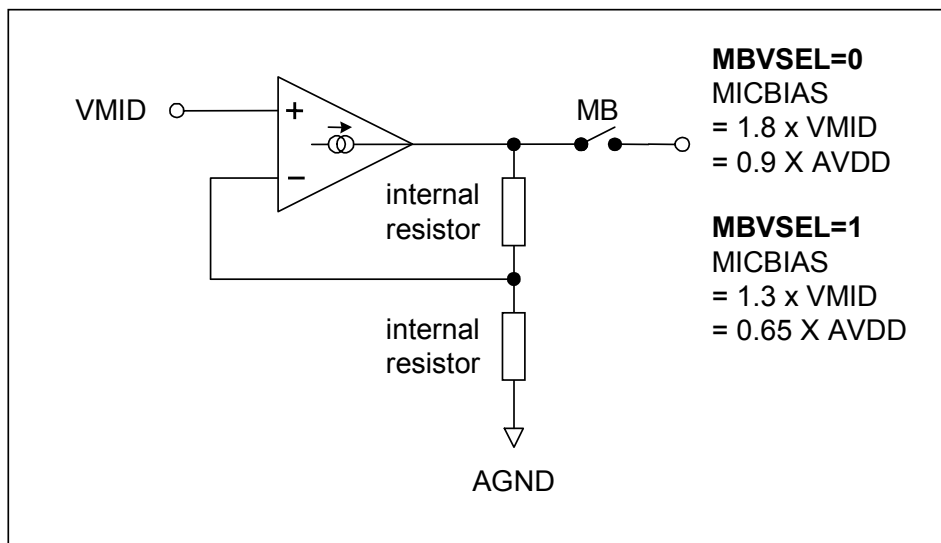 MBVSEL=0
MICBIAS
= 1.8 x VMID
= 0.9 X AVDD
VMID
+
−
MB
internal
resistor
MBVSEL=1
MICBIAS
= 1.3 x VMID
= 0.65 X AVDD
internal
resistor
AGND